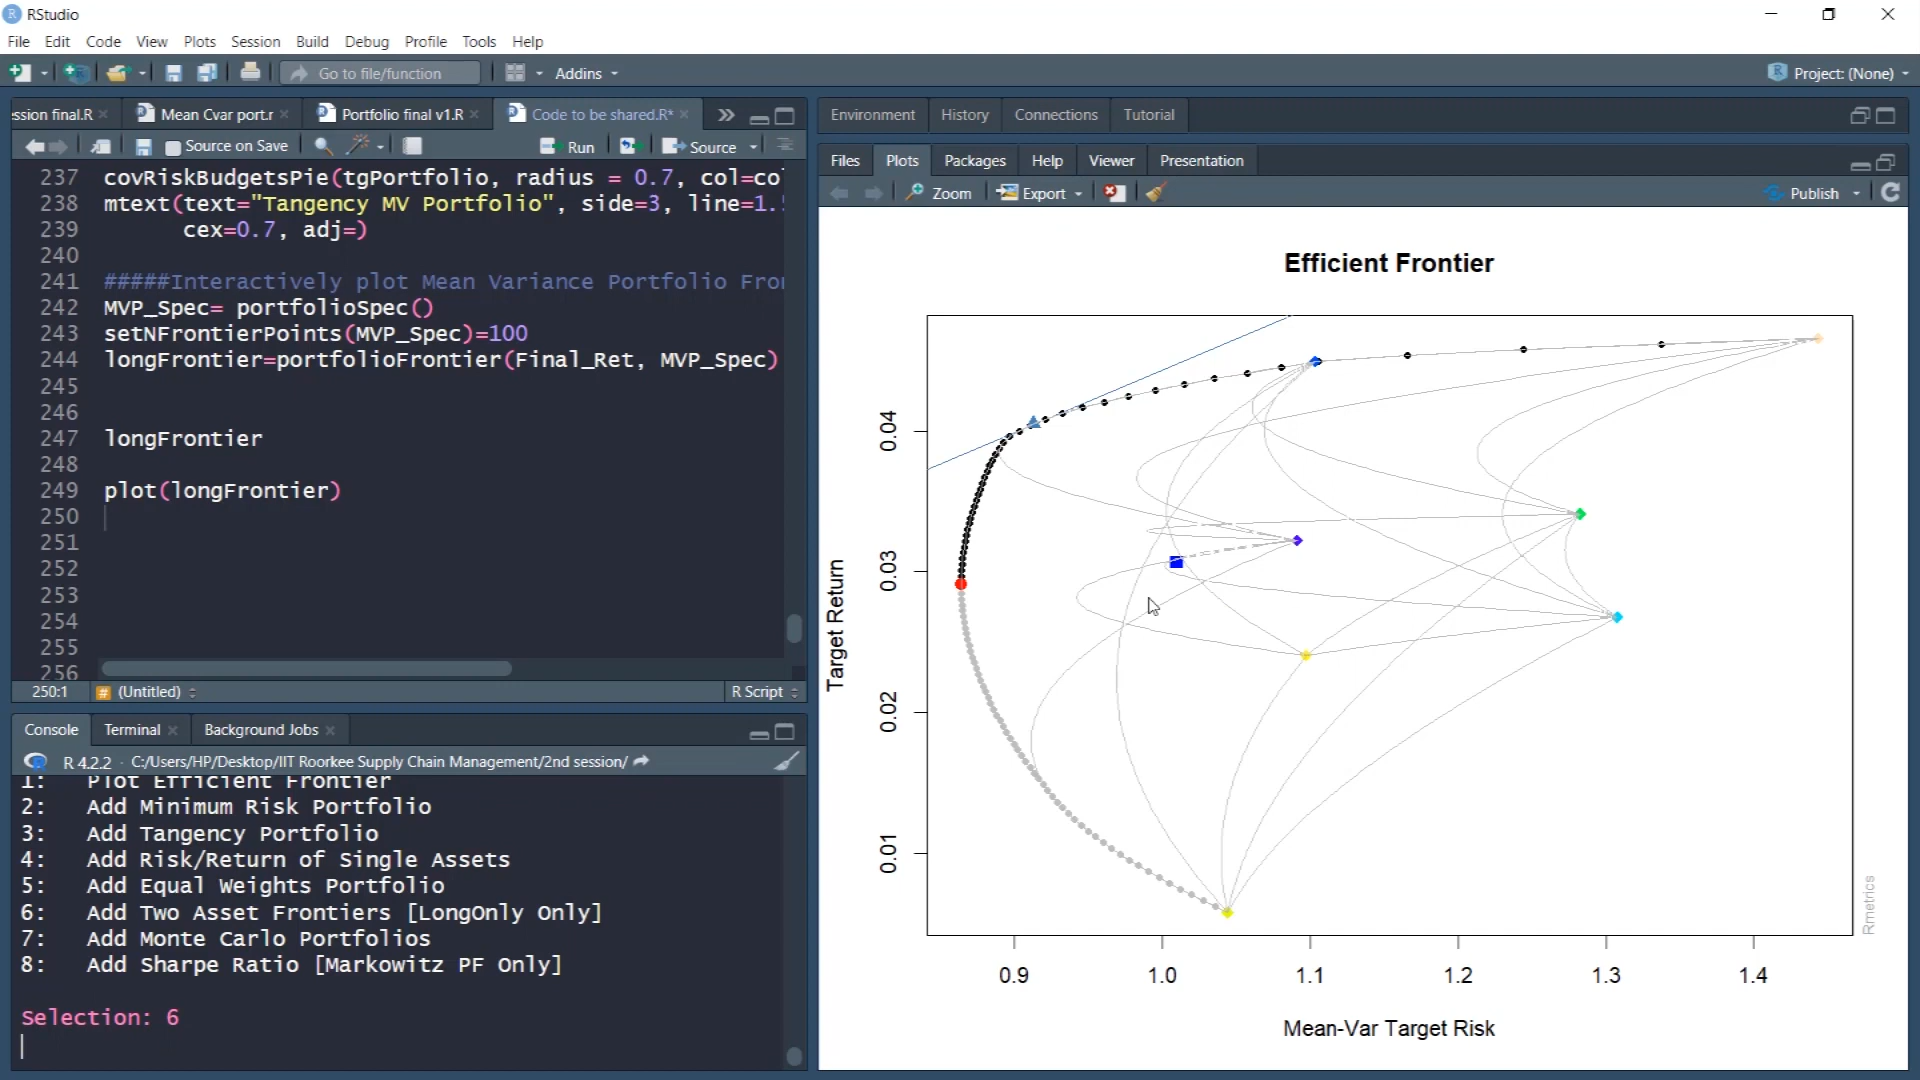 RStudio
File Edit Code View Plots Session Build Debug Profile Tools Help
Go to file/function Addins Project: (None)
ssion final.R Mean Cvar port.r Portfolio final v1.R Code to be shared.R*
Source on Save Run Source
237 covRiskBudgetsPie(tgPortfolio, radius = 0.7, col=co
238 mtext(text="Tangency MV Portfolio", side=3, line=1.
239 cex=0.7, adj=)
240
241 #####Interactively plot Mean Variance Portfolio Fro
242 MVP_Spec= portfolioSpec()
243 setNFrontierPoints(MVP_Spec)=100
244 longFrontier=portfolioFrontier(Final_Ret, MVP_Spec)
245
246
247 longFrontier
248
249 plot(longFrontier)
250
251
252
253
254
255
256
250:1 # (Untitled) R Script
Console Terminal Background Jobs
R 4.2.2 · C:/Users/HP/Desktop/IIT Roorkee Supply Chain Management/2nd session/
1: Plot Efficient Frontier
2: Add Minimum Risk Portfolio
3: Add Tangency Portfolio
4: Add Risk/Return of Single Assets
5: Add Equal Weights Portfolio
6: Add Two Asset Frontiers [LongOnly Only]
7: Add Monte Carlo Portfolios
8: Add Sharpe Ratio [Markowitz PF Only]
Selection: 6
Environment History Connections Tutorial
Files Plots Packages Help Viewer Presentation
Zoom Export Publish
Efficient Frontier
Target Return
0.04
0.03
0.02
0.01
0.9 1.0 1.1 1.2 1.3 1.4
Mean-Var Target Risk
Rmetrics